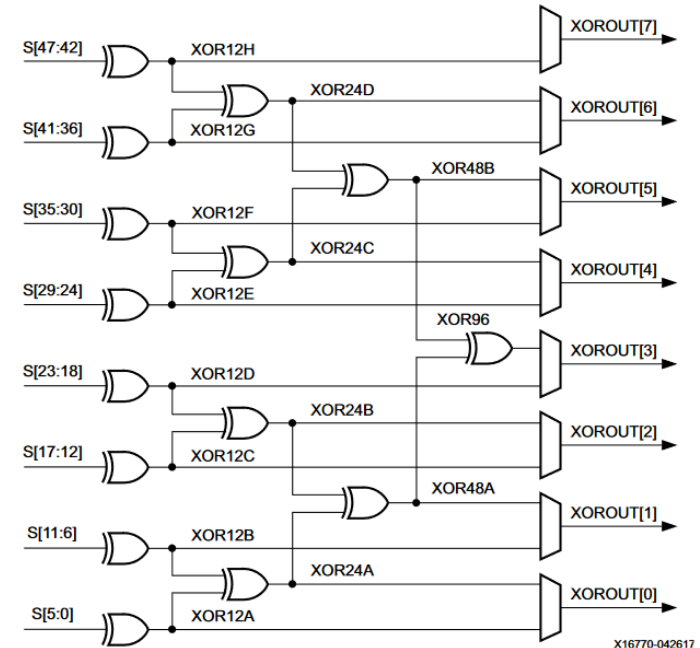 XOROUT[7]
S[47:42]
XOR12H
XOR24D
XOROUT[6]
S[41:36]
XOR12G
XOR48B
XOROUT[5]
S[35:30]
XOR12F
XOR24C
XOROUT[4]
S[29:24]
XOR12E
XOR96
XOROUT[3]
S[23:18]
XOR12D
XOR24B
XOROUT[2]
S[17:12]
XOR12C
XOR48A
XOROUT[1]
S[11:6]
XOR12B
XOR24A
XOROUT[0]
S[5:0]
XOR12A
X16770-042617